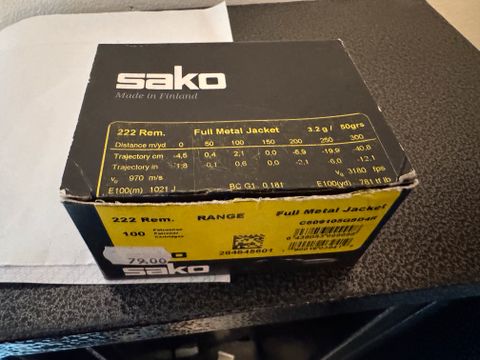 sako
Made in Finland
222 Rem. Full Metal Jacket 3.2 g / 50grs
Distance m/yd 0 50 100 150 200 250 300
Trajectory cm -4,5 0,4 2,1 0,0 -6,9 -19,9 -40,8
Trajectory in -1,8 0,1 0,6 0,0 -2,1 -6,0 -12,1
V₀ 970 m/s V₀ 3180 fps
E100(m) 1021 J BC G1 0,181 E100(yd) 781 ft lb
222 Rem. RANGE Full Metal Jacket
100 Patruunaa
Patroner
Cartridges
79.00
sako